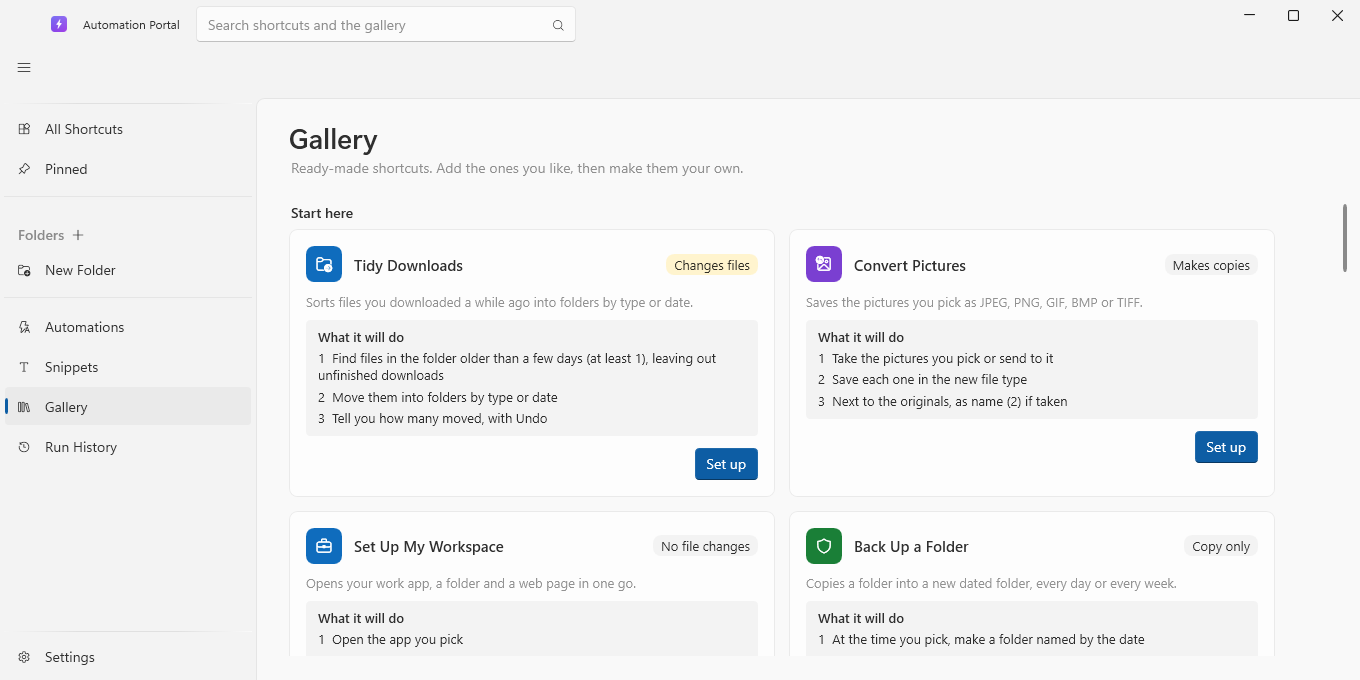 Automation Portal
Search shortcuts and the gallery
All Shortcuts
Pinned
Folders
New Folder
Automations
Snippets
Gallery
Run History
Settings
Gallery
Ready-made shortcuts. Add the ones you like, then make them your own.
Start here
Tidy Downloads
Changes files
Sorts files you downloaded a while ago into folders by type or date.
What it will do
1 Find files in the folder older than a few days (at least 1), leaving out
unfinished downloads
2 Move them into folders by type or date
3 Tell you how many moved, with Undo
Set up
Convert Pictures
Makes copies
Saves the pictures you pick as JPEG, PNG, GIF, BMP or TIFF.
What it will do
1 Take the pictures you pick or send to it
2 Save each one in the new file type
3 Next to the originals, as name (2) if taken
Set up
Set Up My Workspace
No file changes
Opens your work app, a folder and a web page in one go.
What it will do
1 Open the app you pick
Back Up a Folder
Copy only
Copies a folder into a new dated folder, every day or every week.
What it will do
1 At the time you pick, make a folder named by the date